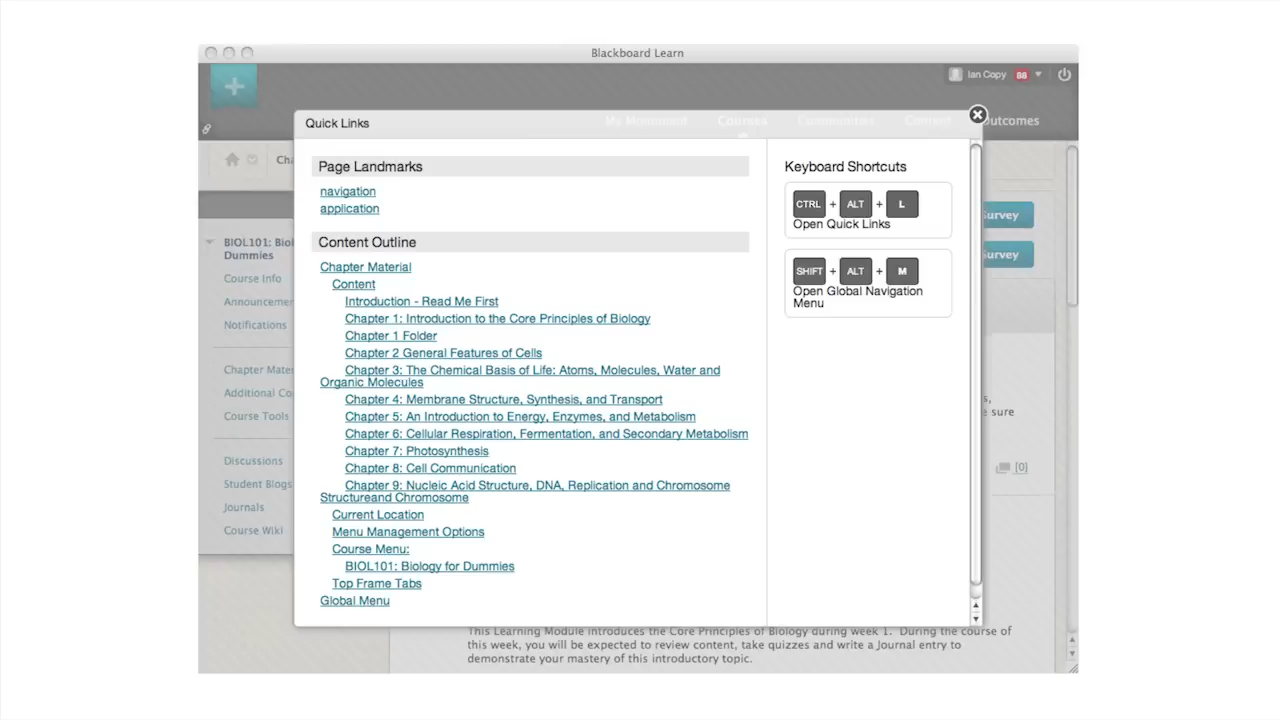 Blackboard Learn
Ian Copy 88
My Courses Outcomes
Quick Links
Page Landmarks
navigation
application
Content Outline
Chapter Material
Content
Introduction - Read Me First
Chapter 1: Introduction to the Core Principles of Biology
Chapter 1 Folder
Chapter 2 General Features of Cells
Chapter 3: The Chemical Basis of Life: Atoms, Molecules, Water and
Organic Molecules
Chapter 4: Membrane Structure, Synthesis, and Transport
Chapter 5: An Introduction to Energy, Enzymes, and Metabolism
Chapter 6: Cellular Respiration, Fermentation, and Secondary Metabolism
Chapter 7: Photosynthesis
Chapter 8: Cell Communication
Chapter 9: Nucleic Acid Structure, DNA, Replication and Chromosome
Structureand Chromosome
Current Location
Menu Management Options
Course Menu:
BIOL101: Biology for Dummies
Top Frame Tabs
Global Menu
Keyboard Shortcuts
CTRL + ALT + L
Open Quick Links
SHIFT + ALT + M
Open Global Navigation
Menu
Cha
BIOL101: Biol
Dummies
Course Info
Announcemen
Notifications
Chapter Mate
Additional Co
Course Tools
Discussions
Student Blogs
Journals
Course Wiki
Survey
Survey
s,
e sure
[0]
This Learning Module introduces the Core Principles of Biology during week 1. During the course of
this week, you will be expected to review content, take quizzes and write a Journal entry to
demonstrate your mastery of this introductory topic.